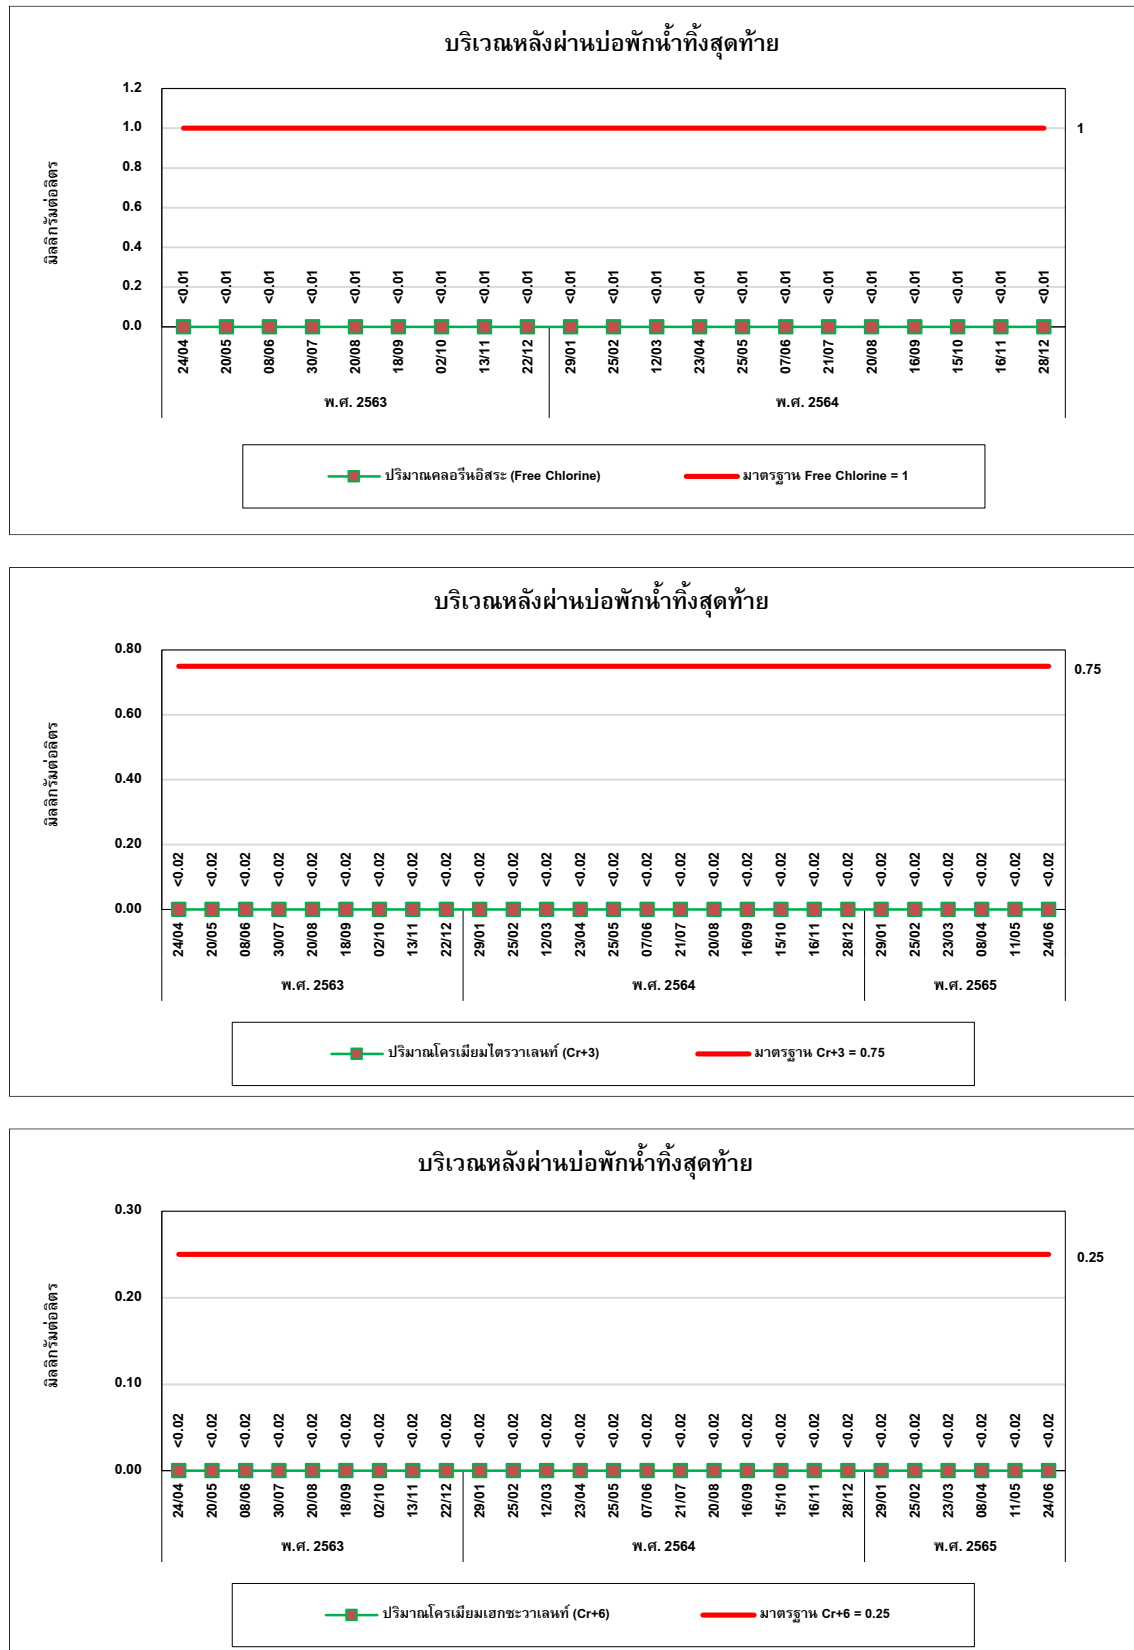 บริเวณหลังผ่านบ่อพักน้ำทิ้งสุดท้าย
มิลลิกรัมต่อลิตร
1.2
1.0
0.8
0.6
0.4
0.2
0.0
1
<0.01 <0.01 <0.01 <0.01 <0.01 <0.01 <0.01 <0.01 <0.01 <0.01 <0.01 <0.01 <0.01 <0.01 <0.01 <0.01 <0.01 <0.01 <0.01 <0.01 <0.01
24/04 20/05 08/06 30/07 20/08 18/09 02/10 13/11 22/12 29/01 25/02 12/03 23/04 25/05 07/06 21/07 20/08 16/09 15/10 16/11 28/12
พ.ศ. 2563 พ.ศ. 2564
ปริมาณคลอรีนอิสระ (Free Chlorine) มาตรฐาน Free Chlorine = 1
บริเวณหลังผ่านบ่อพักน้ำทิ้งสุดท้าย
มิลลิกรัมต่อลิตร
0.80
0.60
0.40
0.20
0.00
0.75
<0.02 <0.02 <0.02 <0.02 <0.02 <0.02 <0.02 <0.02 <0.02 <0.02 <0.02 <0.02 <0.02 <0.02 <0.02 <0.02 <0.02 <0.02 <0.02 <0.02 <0.02 <0.02 <0.02 <0.02 <0.02 <0.02 <0.02
24/04 20/05 08/06 30/07 20/08 18/09 02/10 13/11 22/12 29/01 25/02 12/03 23/04 25/05 07/06 21/07 20/08 16/09 15/10 16/11 28/12 29/01 25/02 23/03 08/04 11/05 24/06
พ.ศ. 2563 พ.ศ. 2564 พ.ศ. 2565
ปริมาณโครเมียมไตรวาเลนท์ (Cr+3) มาตรฐาน Cr+3 = 0.75
บริเวณหลังผ่านบ่อพักน้ำทิ้งสุดท้าย
มิลลิกรัมต่อลิตร
0.30
0.20
0.10
0.00
0.25
<0.02 <0.02 <0.02 <0.02 <0.02 <0.02 <0.02 <0.02 <0.02 <0.02 <0.02 <0.02 <0.02 <0.02 <0.02 <0.02 <0.02 <0.02 <0.02 <0.02 <0.02 <0.02 <0.02 <0.02 <0.02 <0.02 <0.02
24/04 20/05 08/06 30/07 20/08 18/09 02/10 13/11 22/12 29/01 25/02 12/03 23/04 25/05 07/06 21/07 20/08 16/09 15/10 16/11 28/12 29/01 25/02 23/03 08/04 11/05 24/06
พ.ศ. 2563 พ.ศ. 2564 พ.ศ. 2565
ปริมาณโครเมียมเฮกซะวาเลนท์ (Cr+6) มาตรฐาน Cr+6 = 0.25